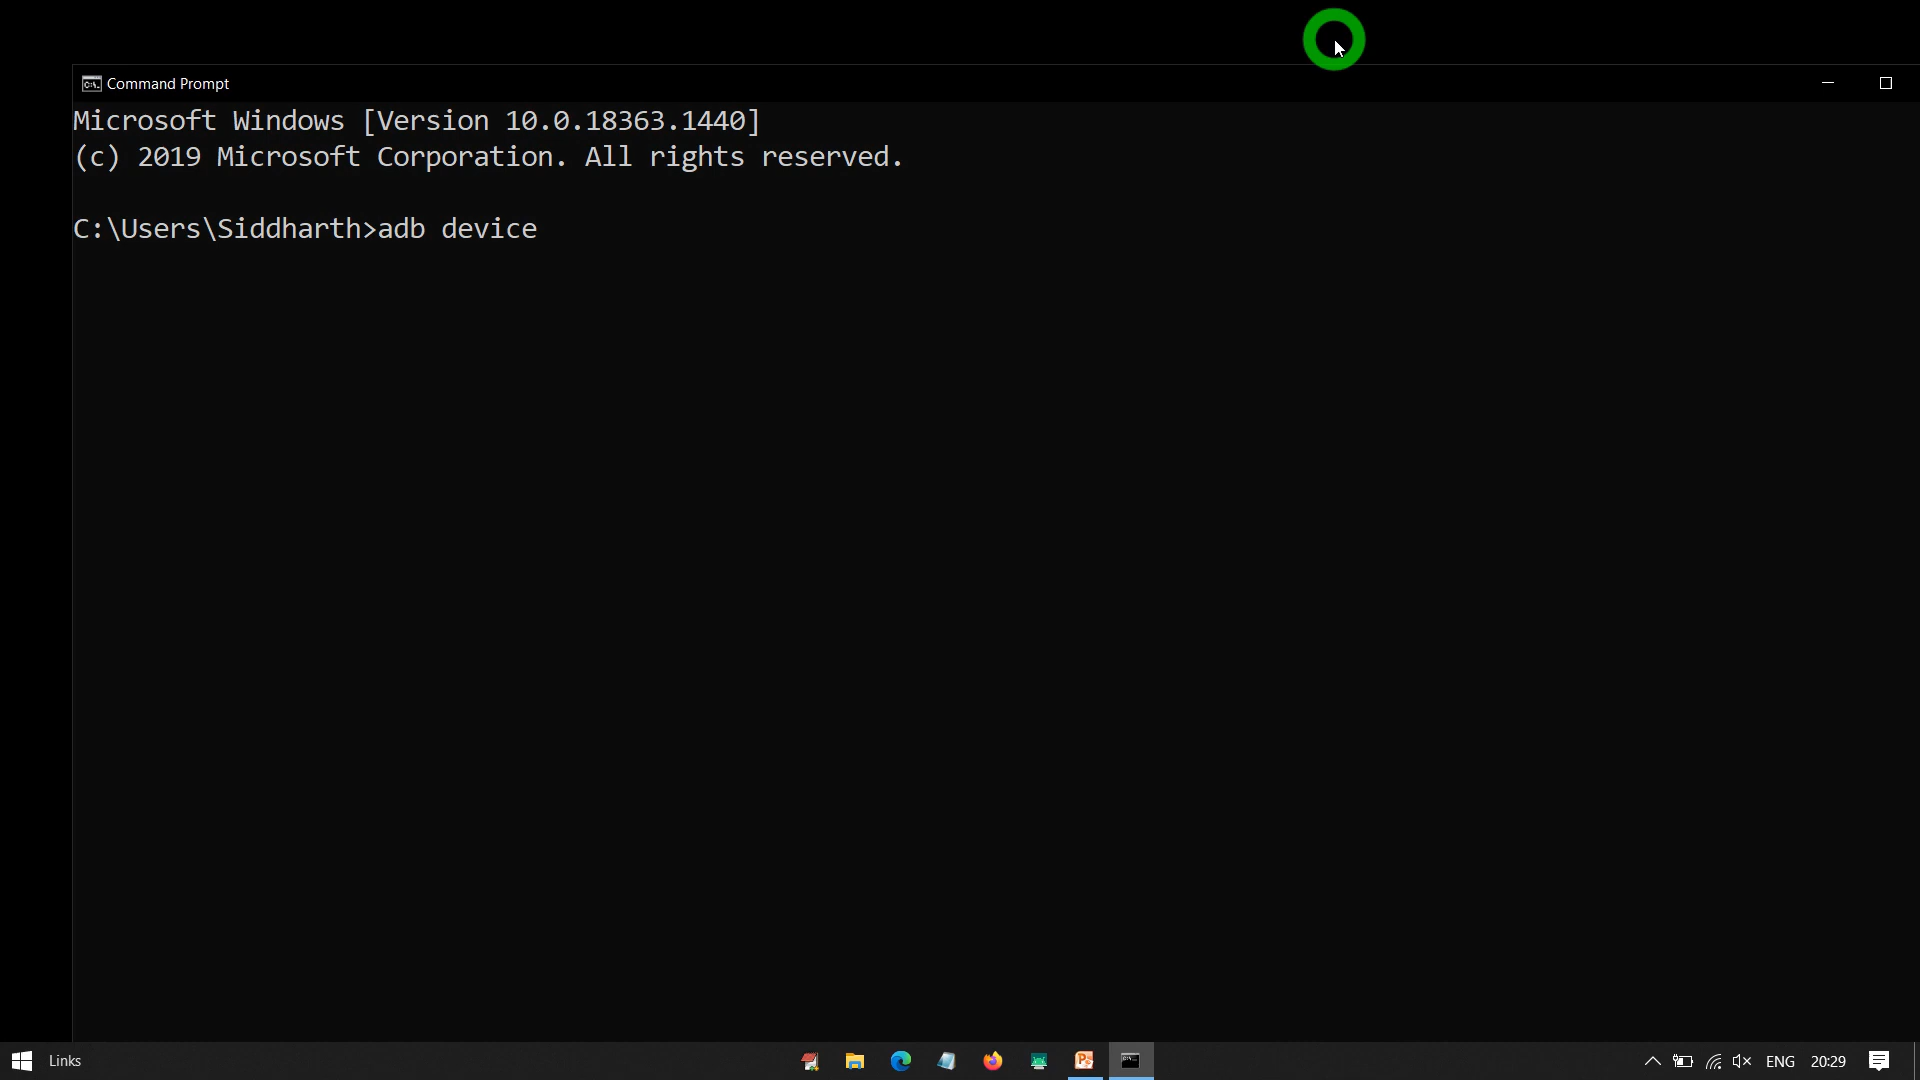 Command Prompt
Microsoft Windows [Version 10.0.18363.1440]
(c) 2019 Microsoft Corporation. All rights reserved.
C:\Users\Siddharth>adb device
Links
ENG
20:29